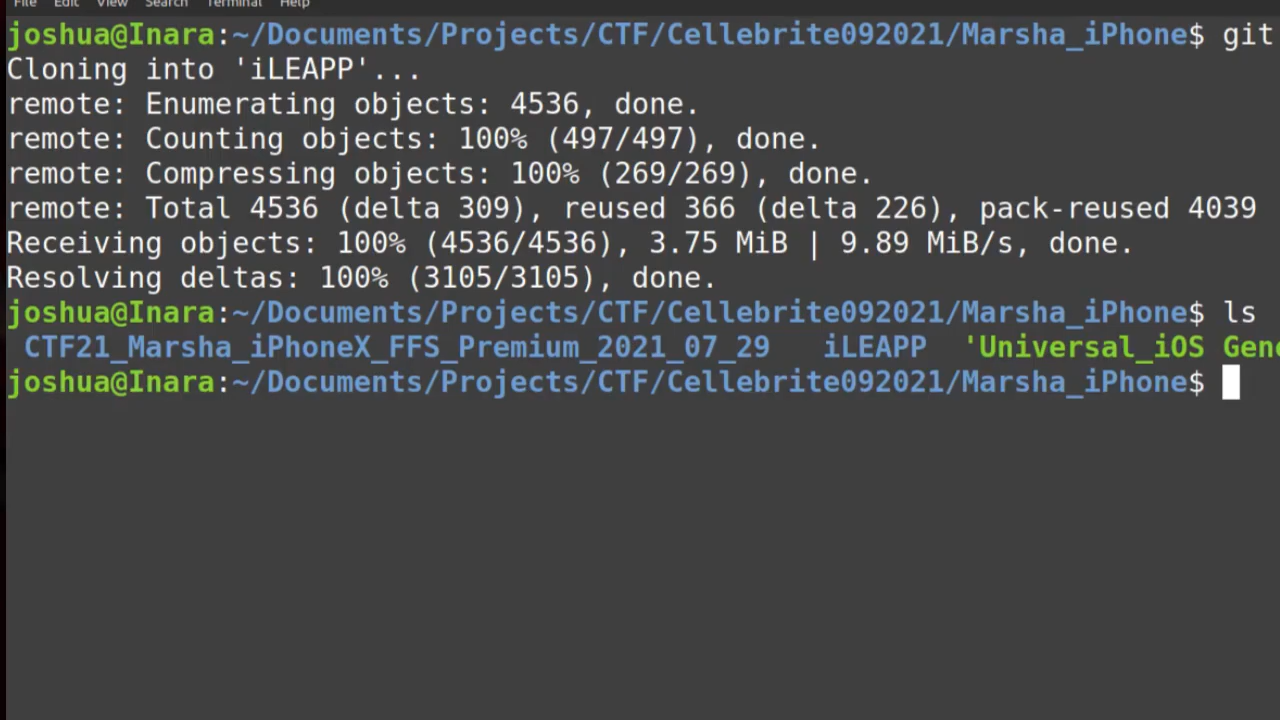 File Edit View Search Terminal Help
joshua@Inara:~/Documents/Projects/CTF/Cellebrite092021/Marsha_iPhone$ git
Cloning into 'iLEAPP'...
remote: Enumerating objects: 4536, done.
remote: Counting objects: 100% (497/497), done.
remote: Compressing objects: 100% (269/269), done.
remote: Total 4536 (delta 309), reused 366 (delta 226), pack-reused 4039
Receiving objects: 100% (4536/4536), 3.75 MiB | 9.89 MiB/s, done.
Resolving deltas: 100% (3105/3105), done.
joshua@Inara:~/Documents/Projects/CTF/Cellebrite092021/Marsha_iPhone$ ls
CTF21_Marsha_iPhoneX_FFS_Premium_2021_07_29 iLEAPP 'Universal_iOS
joshua@Inara:~/Documents/Projects/CTF/Cellebrite092021/Marsha_iPhone$